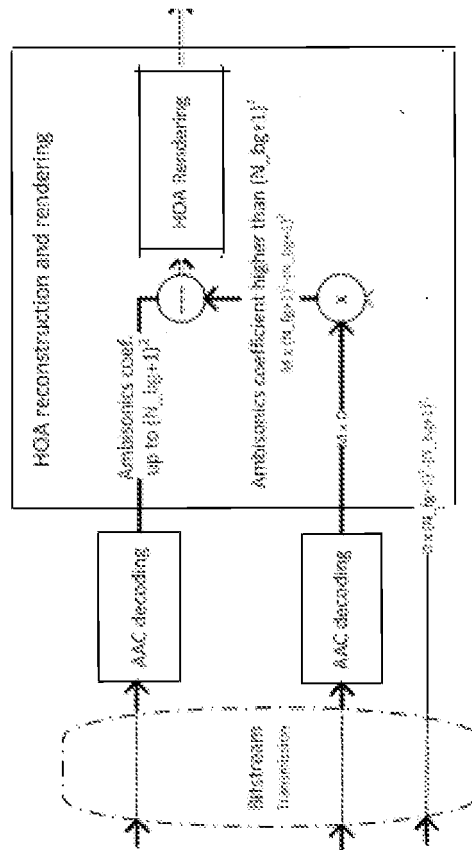 HOA reconstruction and rendering
HOA Rendering
Ambisonics coef.
up to (N_bg+1)²
Ambisonics coefficient higher than (N_bg+1)²
AAC decoding
AAC decoding
M x D
x
Bitstream
Transmission